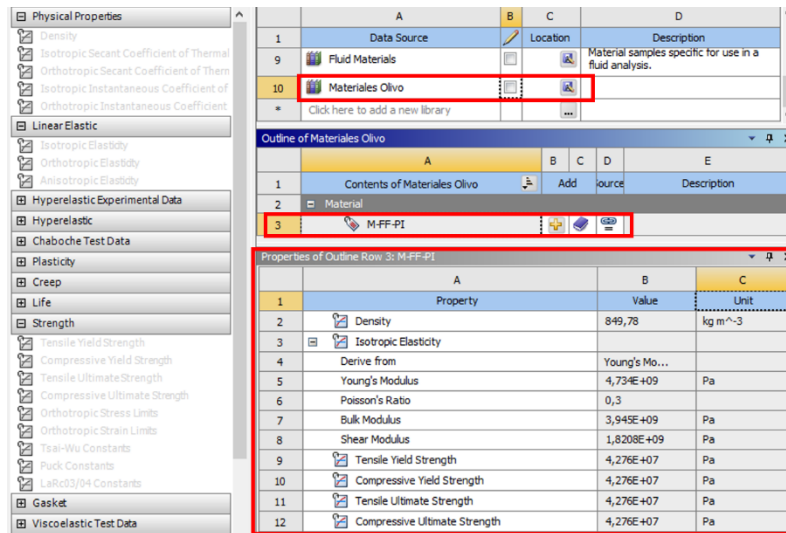 Physical Properties
Density
Isotropic Secant Coefficient of Thermal
Orthotropic Secant Coefficient of Therm
Isotropic Instantaneous Coefficient of
Orthotropic Instantaneous Coefficient
Linear Elastic
Isotropic Elasticity
Orthotropic Elasticity
Anisotropic Elasticity
Hyperelastic Experimental Data
Hyperelastic
Chaboche Test Data
Plasticity
Creep
Life
Strength
Tensile Yield Strength
Compressive Yield Strength
Tensile Ultimate Strength
Compressive Ultimate Strength
Orthotropic Stress Limits
Orthotropic Strain Limits
Tsai-Wu Constants
Puck Constants
LaRc03/04 Constants
Gasket
Viscoelastic Test Data
A B C D
1 Data Source Location Description
9 Fluid Materials Material samples specific for use in a
fluid analysis.
10 Materiales Olivo
* Click here to add a new library ...
Outline of Materiales Olivo
A B C D E
1 Contents of Materiales Olivo Add ource Description
2 Material
3 M-FF-PI
Properties of Outline Row 3: M-FF-PI
A B C
1 Property Value Unit
2 Density 849,78 kg m^-3
3 Isotropic Elasticity
4 Derive from Young's Mo...
5 Young's Modulus 4,734E+09 Pa
6 Poisson's Ratio 0,3
7 Bulk Modulus 3,945E+09 Pa
8 Shear Modulus 1,8208E+09 Pa
9 Tensile Yield Strength 4,276E+07 Pa
10 Compressive Yield Strength 4,276E+07 Pa
11 Tensile Ultimate Strength 4,276E+07 Pa
12 Compressive Ultimate Strength 4,276E+07 Pa